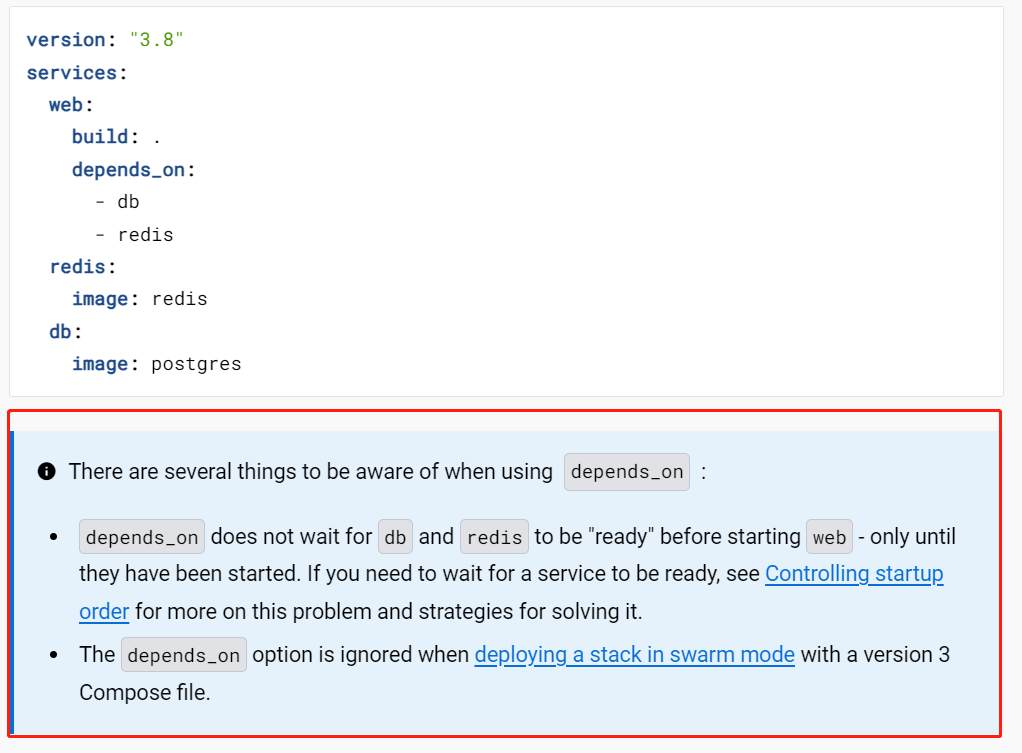 version: "3.8"
services:
  web:
    build: .
    depends_on:
      - db
      - redis
  redis:
    image: redis
  db:
    image: postgres
There are several things to be aware of when using depends_on :
• depends_on does not wait for db and redis to be "ready" before starting web - only until
they have been started. If you need to wait for a service to be ready, see Controlling startup
order for more on this problem and strategies for solving it.
• The depends_on option is ignored when deploying a stack in swarm mode with a version 3
Compose file.